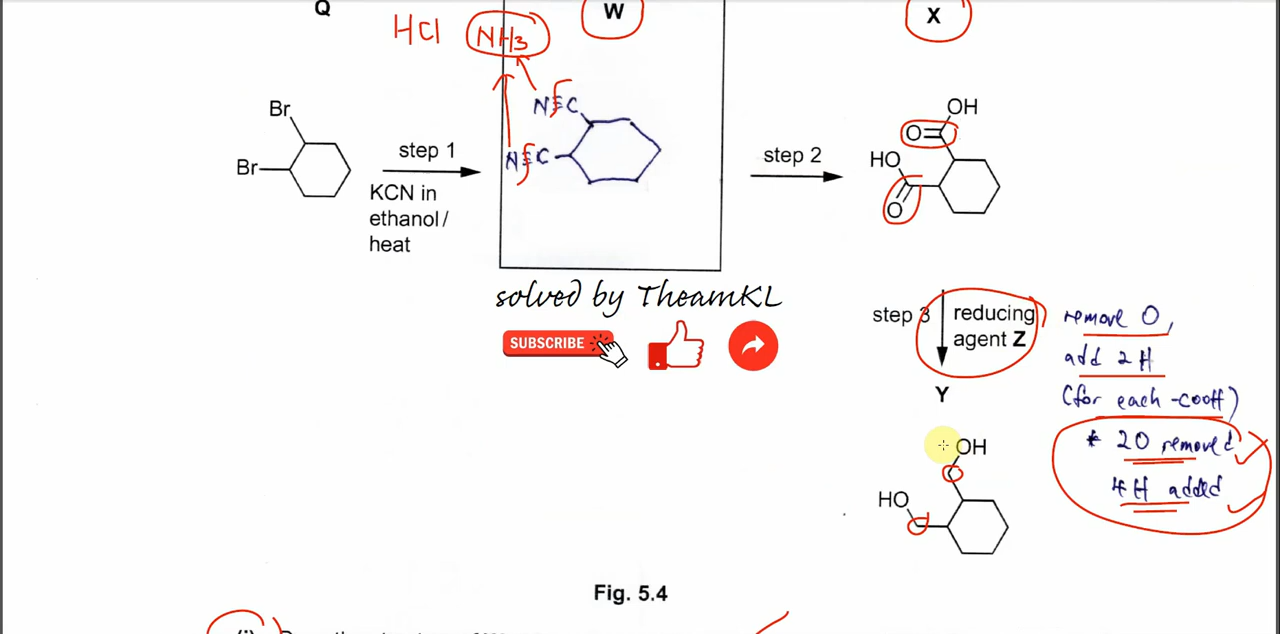 Q
W
X
HCl NH3
Br
Br
step 1
KCN in
ethanol/
heat
N≡C
N≡C
step 2
OH
O
HO
O
solved by TheamKL
SUBSCRIBE
step 3
reducing
agent Z
remove O,
add 2H
(for each -COOH)
* 2O removed
4H added
Y
OH
HO
Fig. 5.4
(i)